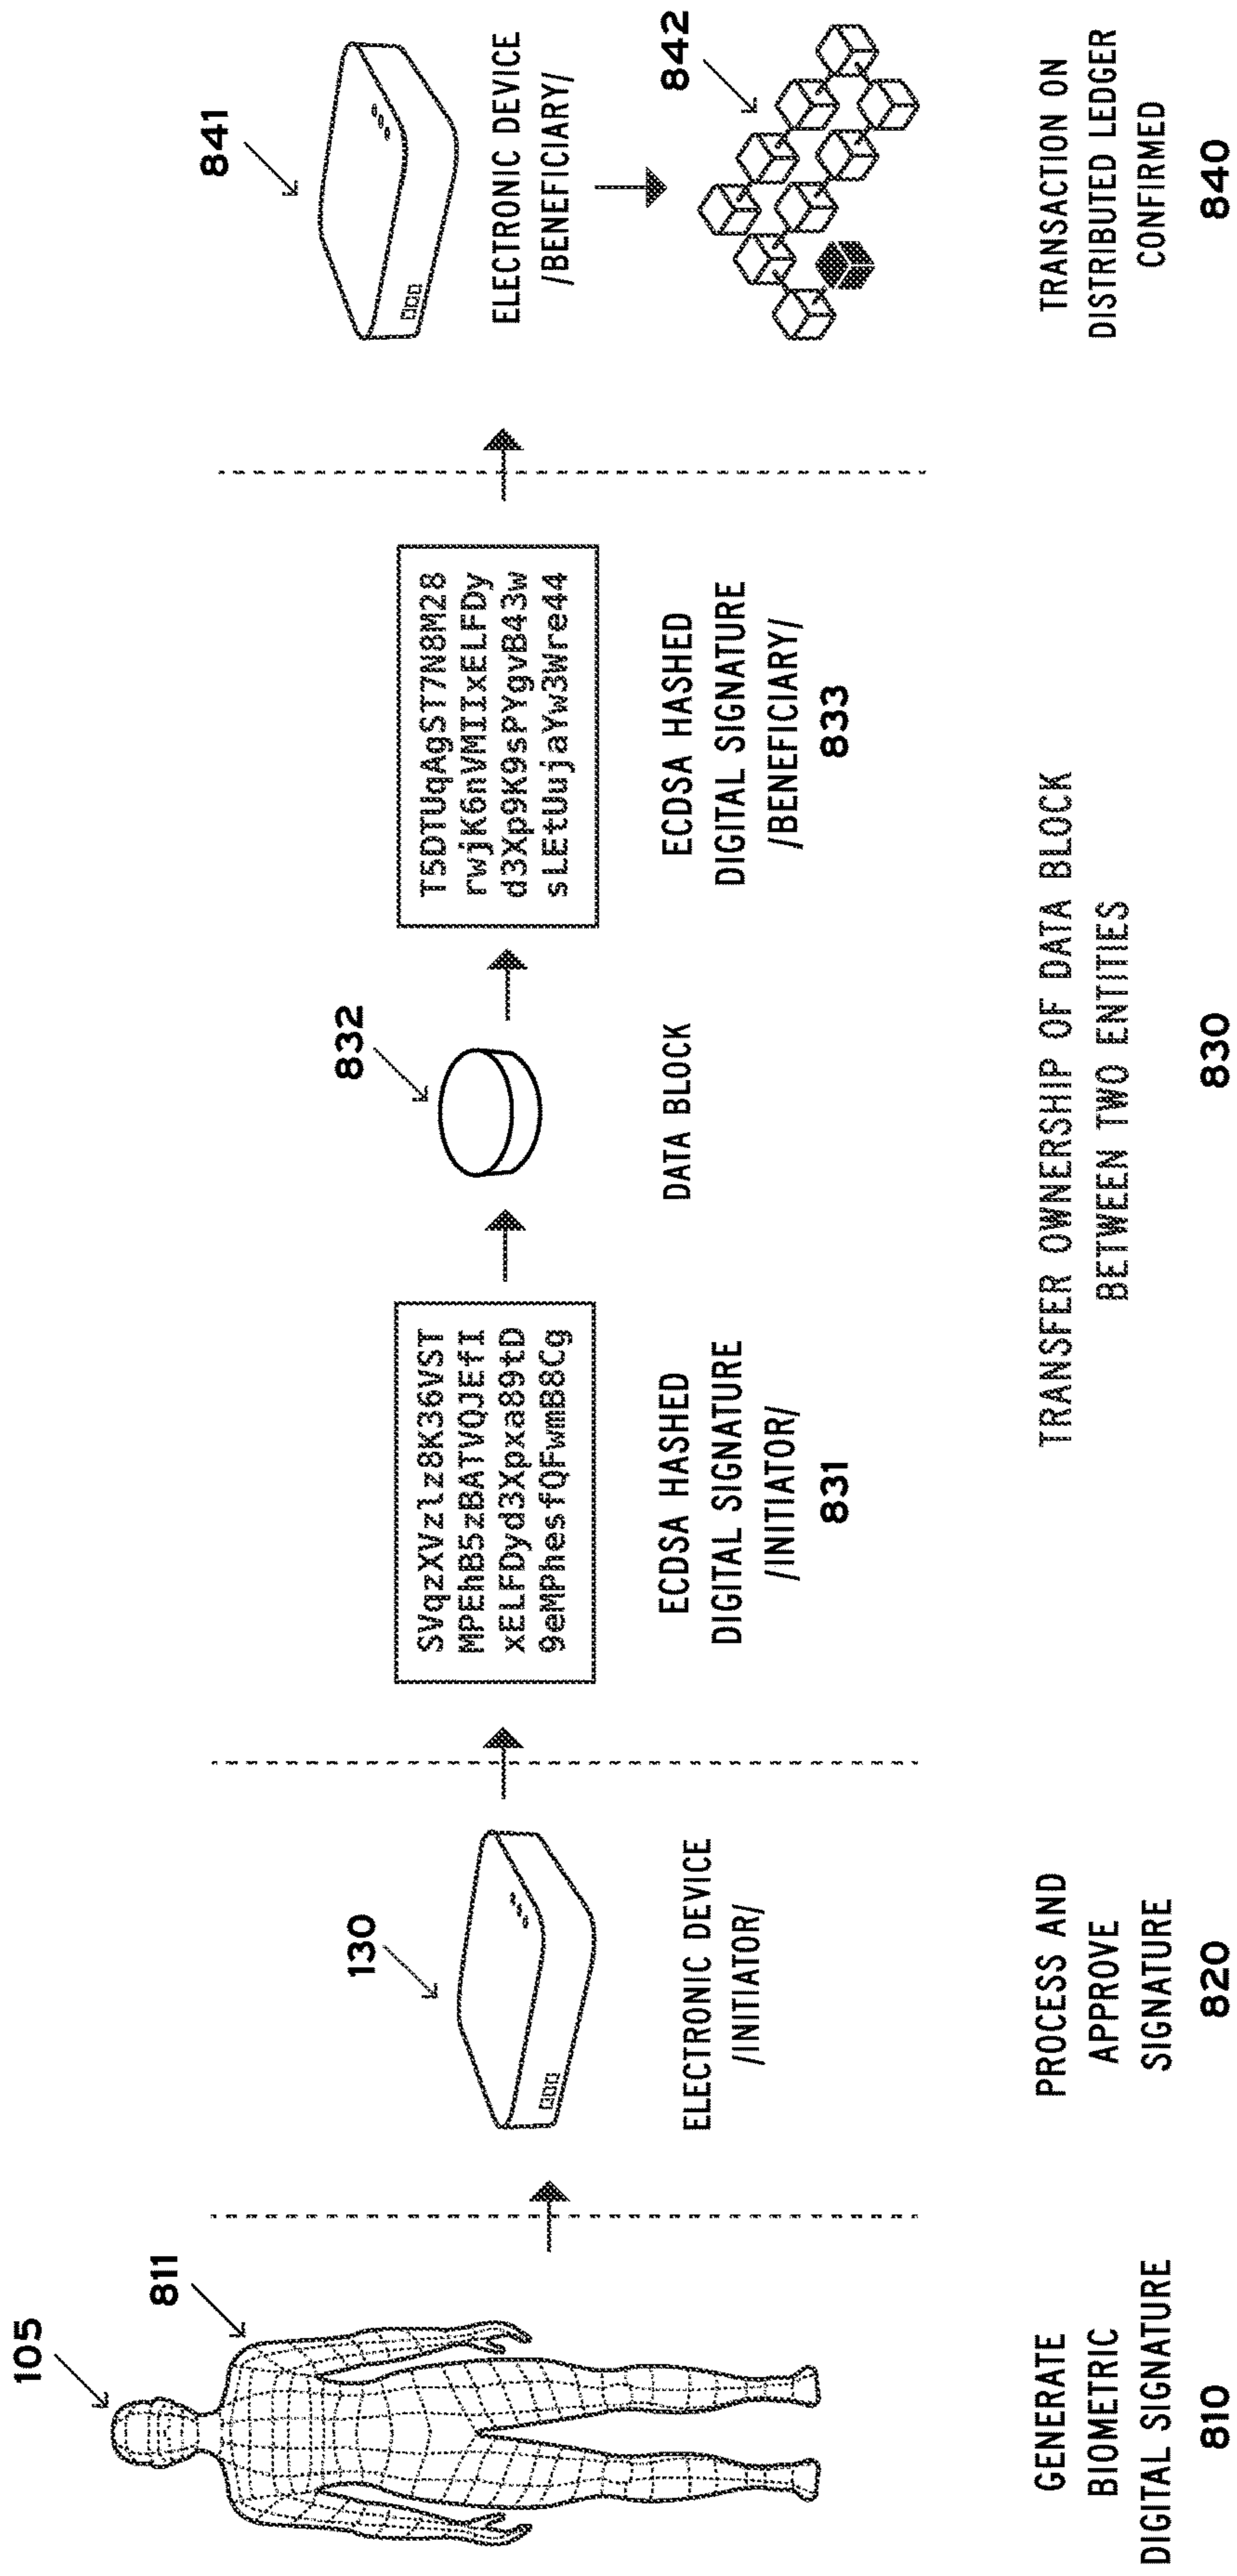 105
811
GENERATE
BIOMETRIC
DIGITAL SIGNATURE
810
130
ELECTRONIC DEVICE
/INITIATOR/
PROCESS AND
APPROVE
SIGNATURE
820
SVqzXVzlz8K36VST
MPEhB5zBATVQJEfI
xELFDyd3Xpxa89tD
9eMPhesfQFwmB8Cg
ECDSA HASHED
DIGITAL SIGNATURE
/INITIATOR/
831
832
DATA BLOCK
T5DTUqAgST7N8M28
rwjK6nVMIIxELFDy
d3Xp9K9sPYgvB43w
sLEtUujaYw3Wre44
ECDSA HASHED
DIGITAL SIGNATURE
/BENEFICIARY/
833
TRANSFER OWNERSHIP OF DATA BLOCK
BETWEEN TWO ENTITIES
830
841
ELECTRONIC DEVICE
/BENEFICIARY/
842
TRANSACTION ON
DISTRIBUTED LEDGER
CONFIRMED
840